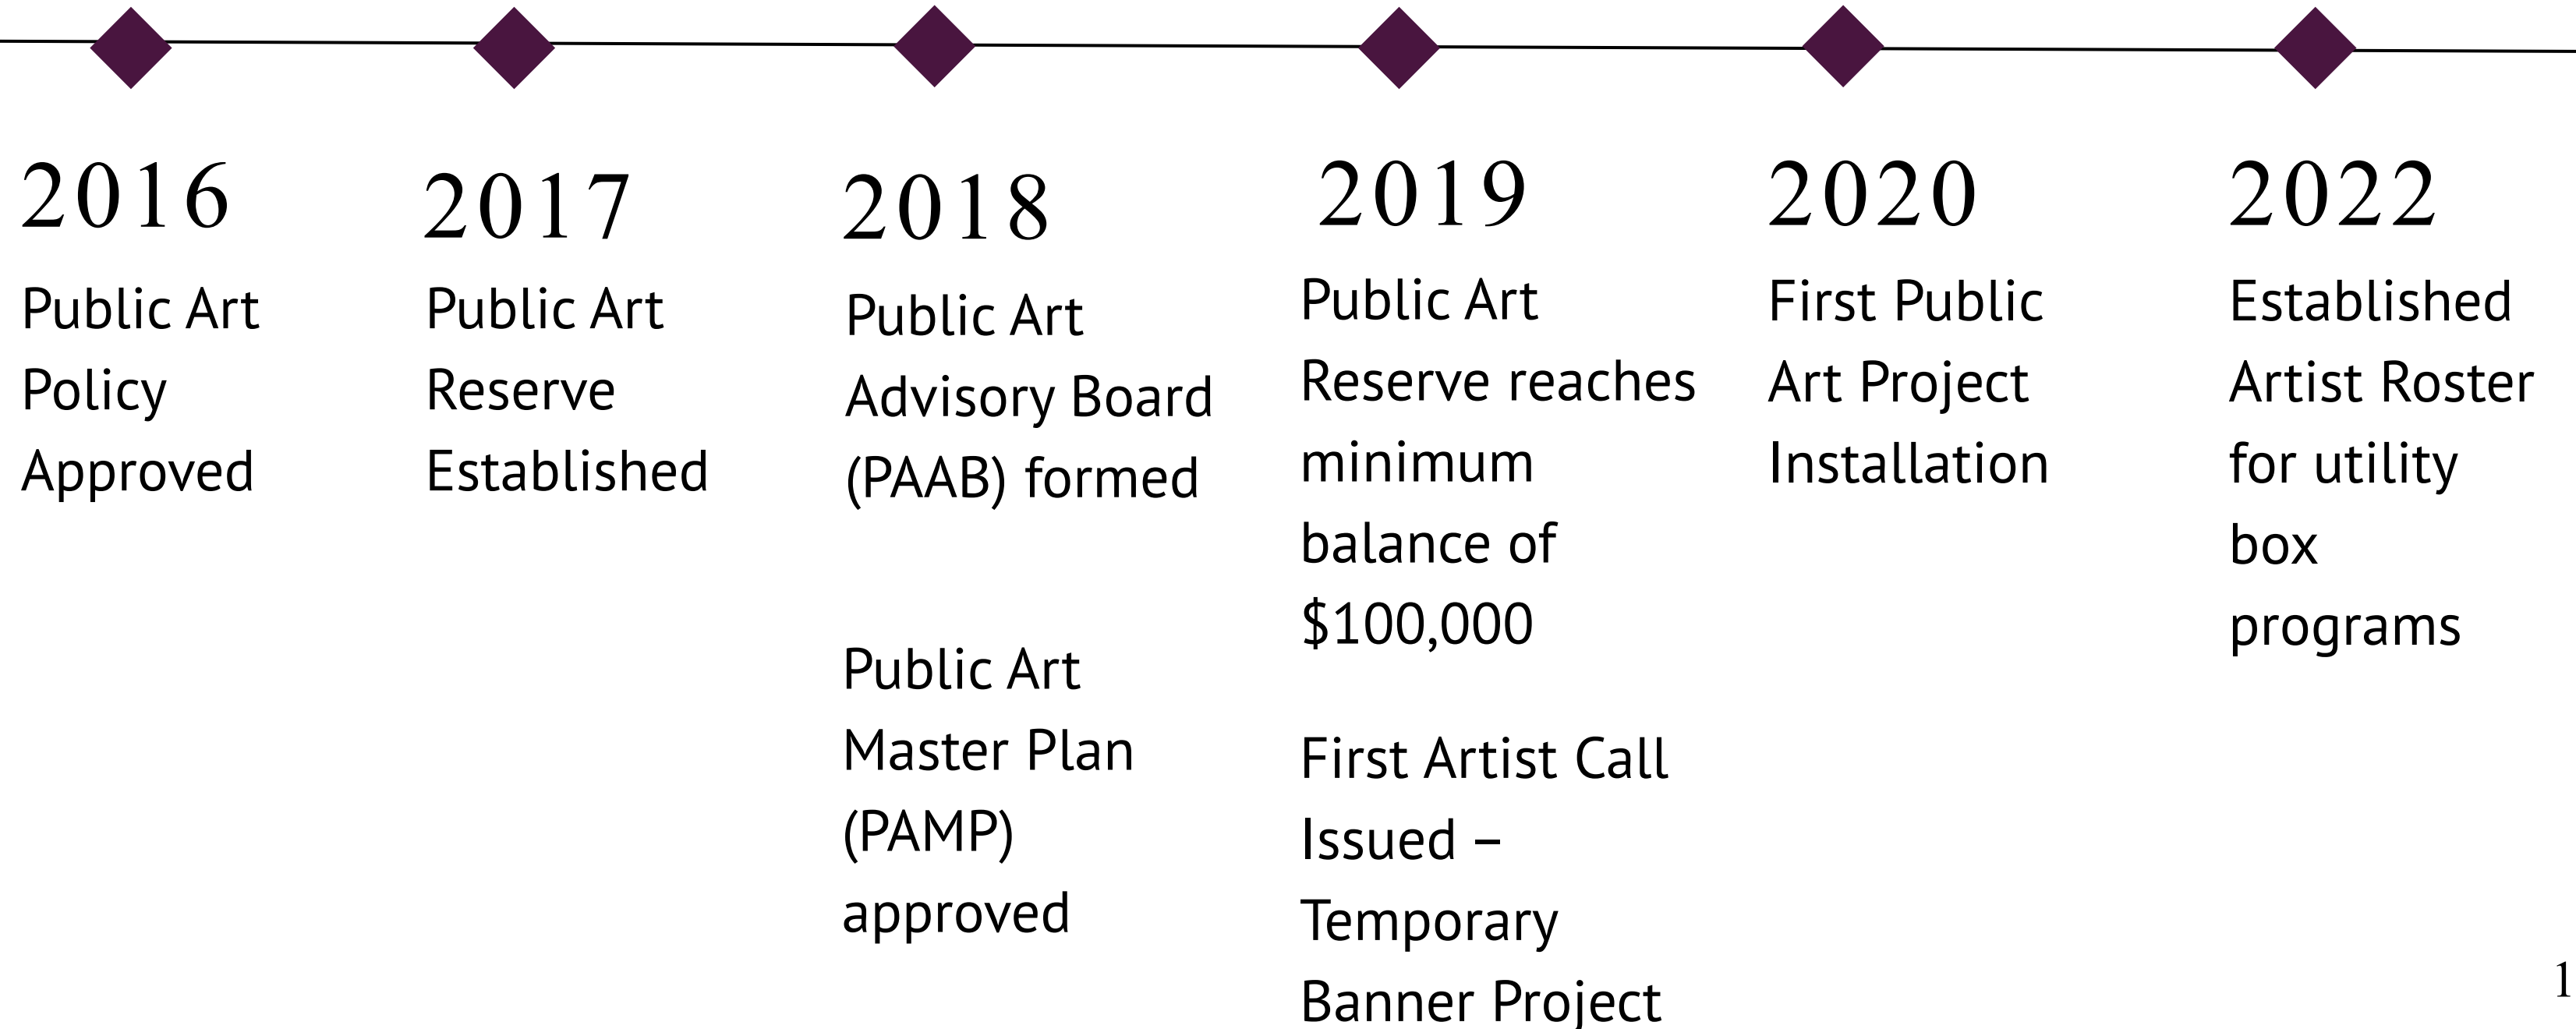 2016
Public Art
Policy
Approved
2017
Public Art
Reserve
Established
2018
Public Art
Advisory Board
(PAAB) formed
Public Art
Master Plan
(PAMP)
approved
2019
Public Art
Reserve reaches
minimum
balance of
$100,000
First Artist Call
Issued –
Temporary
Banner Project
2020
First Public
Art Project
Installation
2022
Established
Artist Roster
for utility
box
programs
1